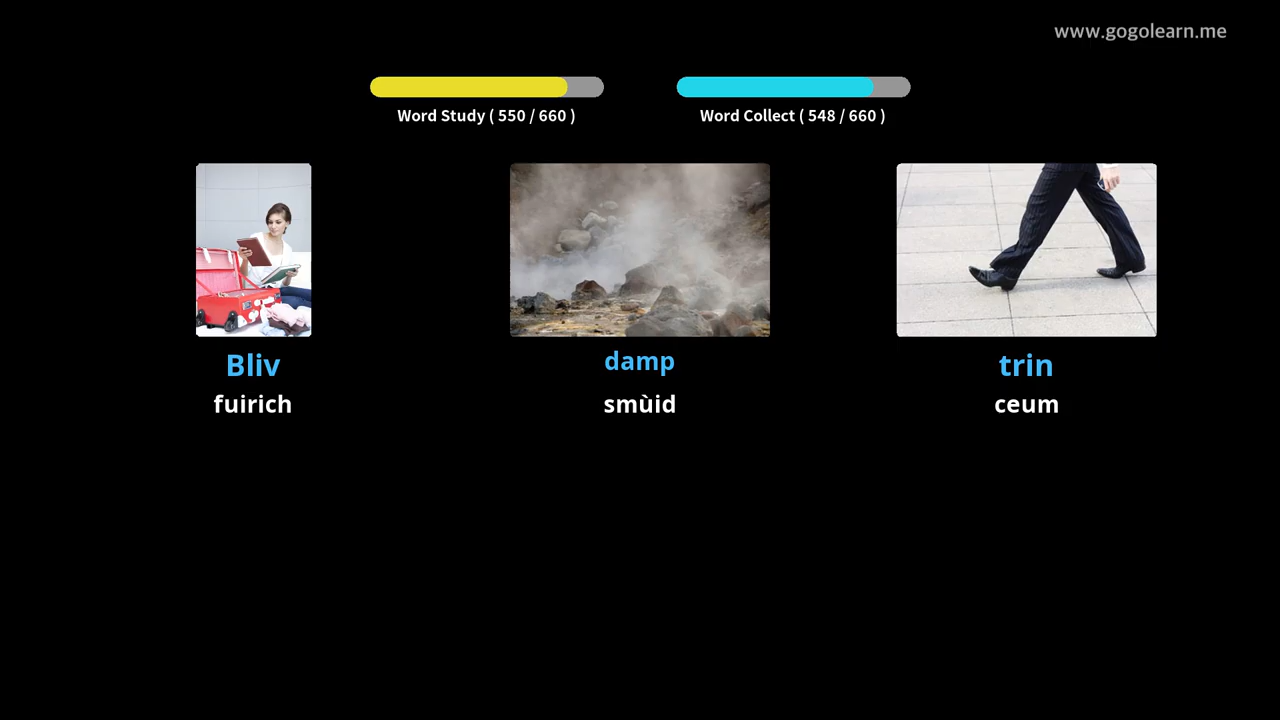 www.gogolearn.me
Word Study ( 550 / 660 )
Word Collect ( 548 / 660 )
Bliv
fuirich
damp
smùid
trin
ceum